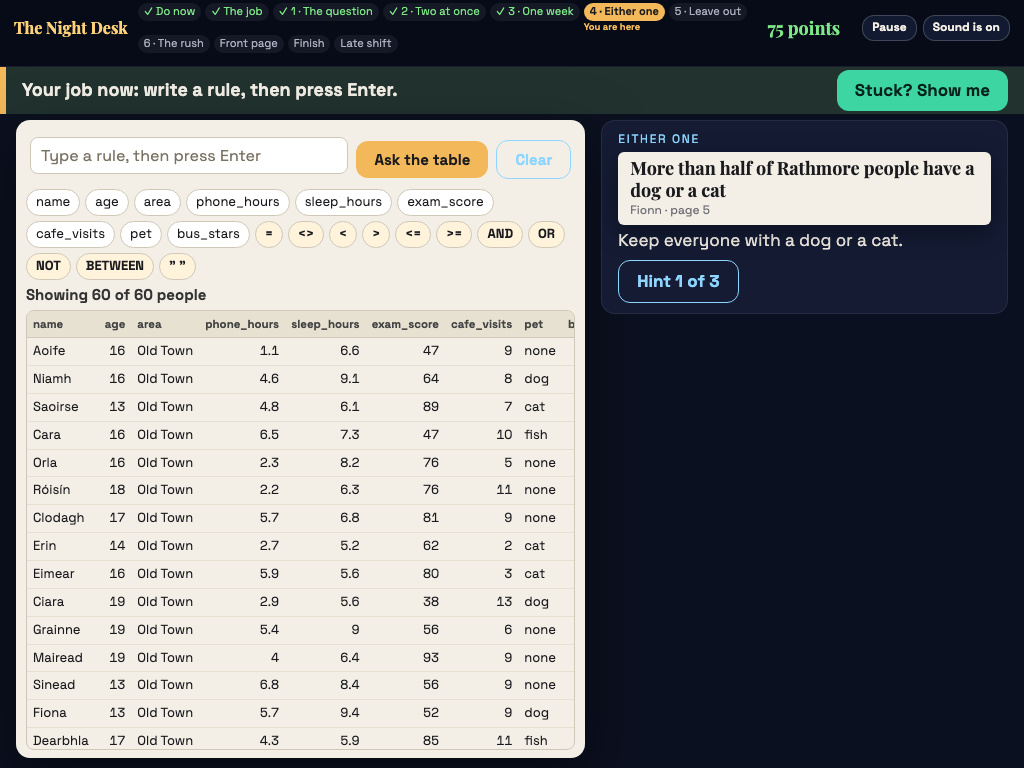 The Night Desk
✓ Do now ✓ The job ✓ 1 · The question ✓ 2 · Two at once ✓ 3 · One week 4 · Either one 5 · Leave out
You are here
6 · The rush Front page Finish Late shift
75 points
Pause Sound is on
Your job now: write a rule, then press Enter.
Stuck? Show me
Type a rule, then press Enter
Ask the table Clear
name age area phone_hours sleep_hours exam_score
cafe_visits pet bus_stars = <> < > <= >= AND OR
NOT BETWEEN " "
Showing 60 of 60 people
name age area phone_hours sleep_hours exam_score cafe_visits pet b
Aoife 16 Old Town 1.1 6.6 47 9 none
Niamh 16 Old Town 4.6 9.1 64 8 dog
Saoirse 13 Old Town 4.8 6.1 89 7 cat
Cara 16 Old Town 6.5 7.3 47 10 fish
Orla 16 Old Town 2.3 8.2 76 5 none
Róisín 18 Old Town 2.2 6.3 76 11 none
Clodagh 17 Old Town 5.7 6.8 81 9 none
Erin 14 Old Town 2.7 5.2 62 2 cat
Eimear 16 Old Town 5.9 5.6 80 3 cat
Ciara 19 Old Town 2.9 5.6 38 13 dog
Grainne 19 Old Town 5.4 9 56 6 none
Mairead 19 Old Town 4 6.4 93 9 none
Sinead 13 Old Town 6.8 8.4 56 9 none
Fiona 13 Old Town 5.7 9.4 52 9 dog
Dearbhla 17 Old Town 4.3 5.9 85 11 fish
EITHER ONE
More than half of Rathmore people have a
dog or a cat
Fionn · page 5
Keep everyone with a dog or a cat.
Hint 1 of 3